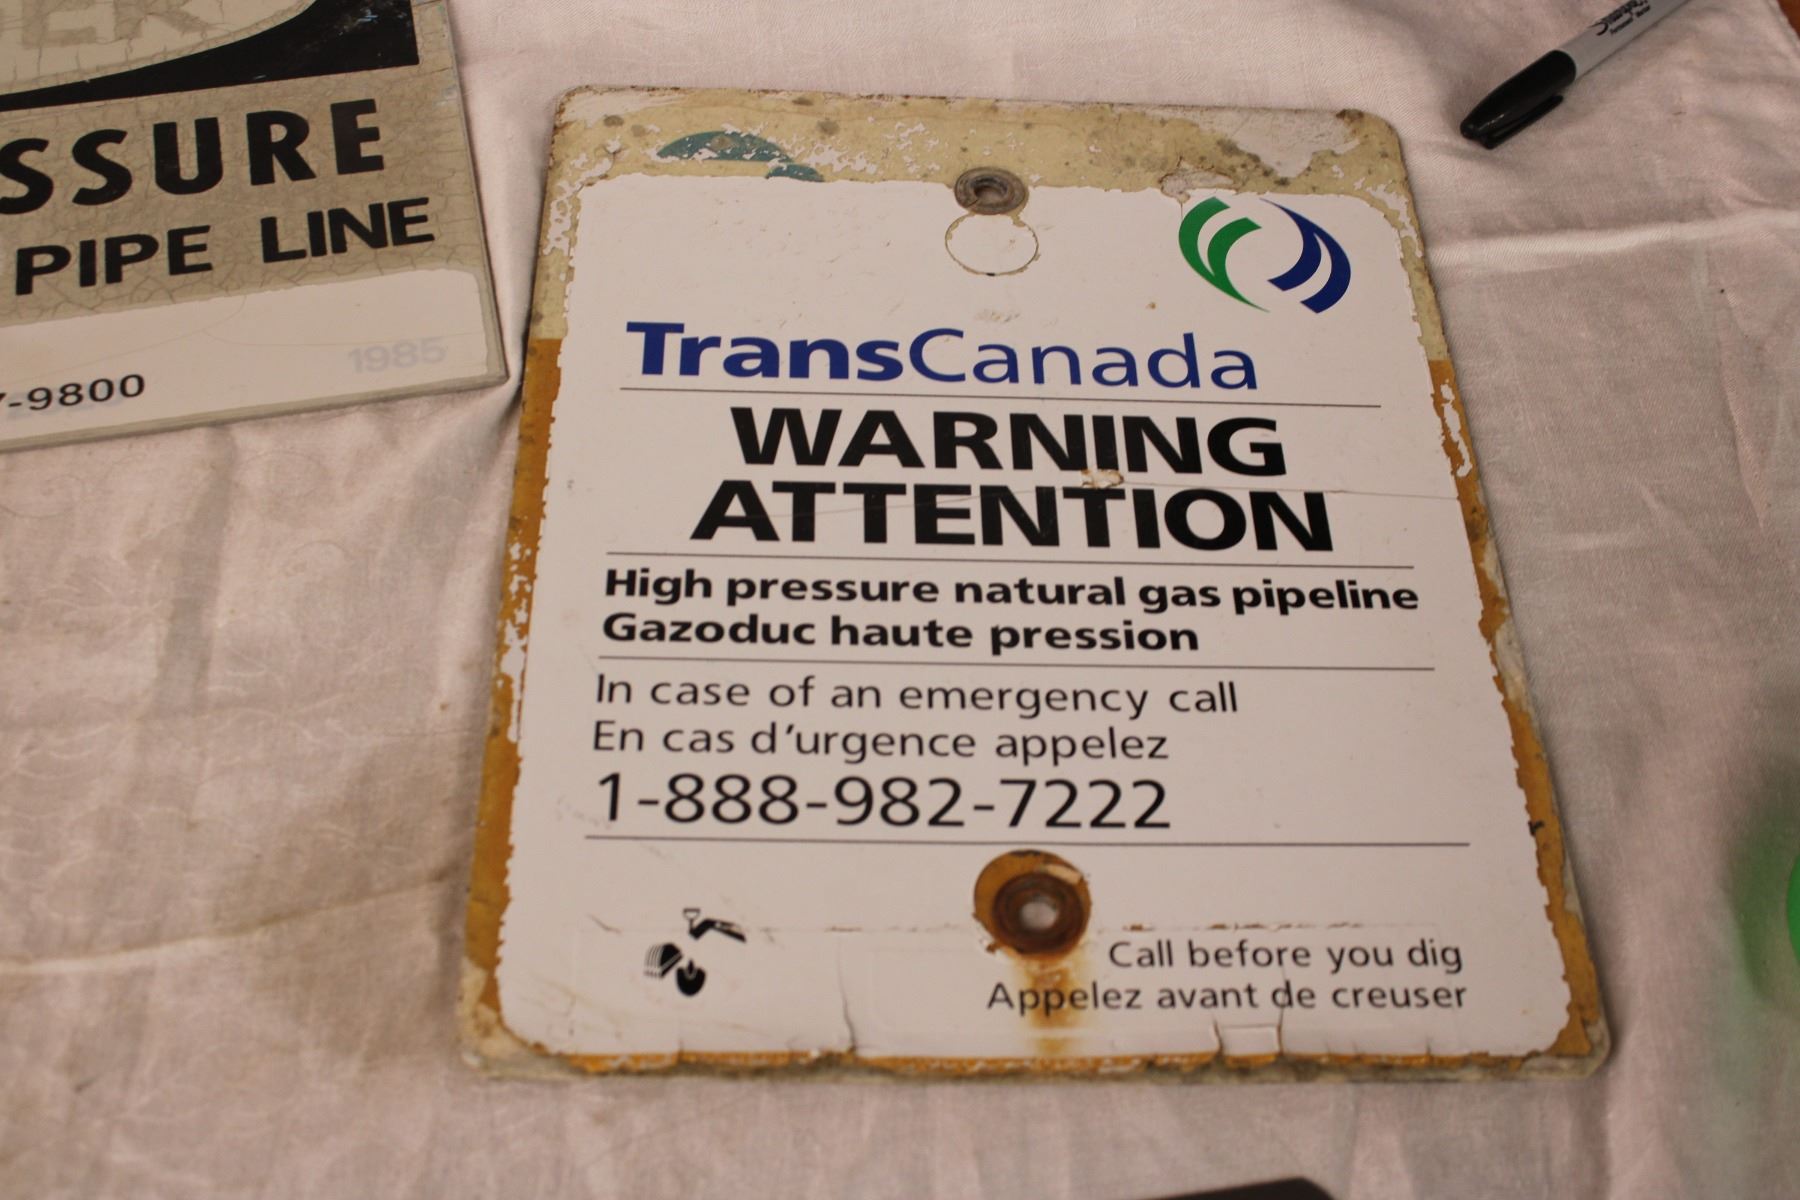 SSURE
PIPE LINE
1985
7-9800
TransCanada
WARNING
ATTENTION
High pressure natural gas pipeline
Gazoduc haute pression
In case of an emergency call
En cas d'urgence appelez
1-888-982-7222
Call before you dig
Appelez avant de creuser
Sharpie